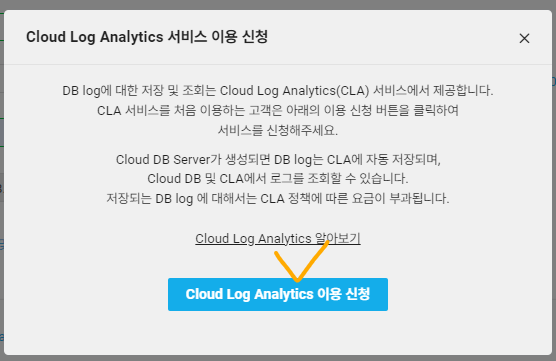 Cloud Log Analytics 서비스 이용 신청
DB log에 대한 저장 및 조회는 Cloud Log Analytics(CLA) 서비스에서 제공합니다.
CLA 서비스를 처음 이용하는 고객은 아래의 이용 신청 버튼을 클릭하여
서비스를 신청해주세요.
Cloud DB Server가 생성되면 DB log는 CLA에 자동 저장되며,
Cloud DB 및 CLA에서 로그를 조회할 수 있습니다.
저장되는 DB log 에 대해서는 CLA 정책에 따른 요금이 부과됩니다.
Cloud Log Analytics 알아보기
Cloud Log Analytics 이용 신청